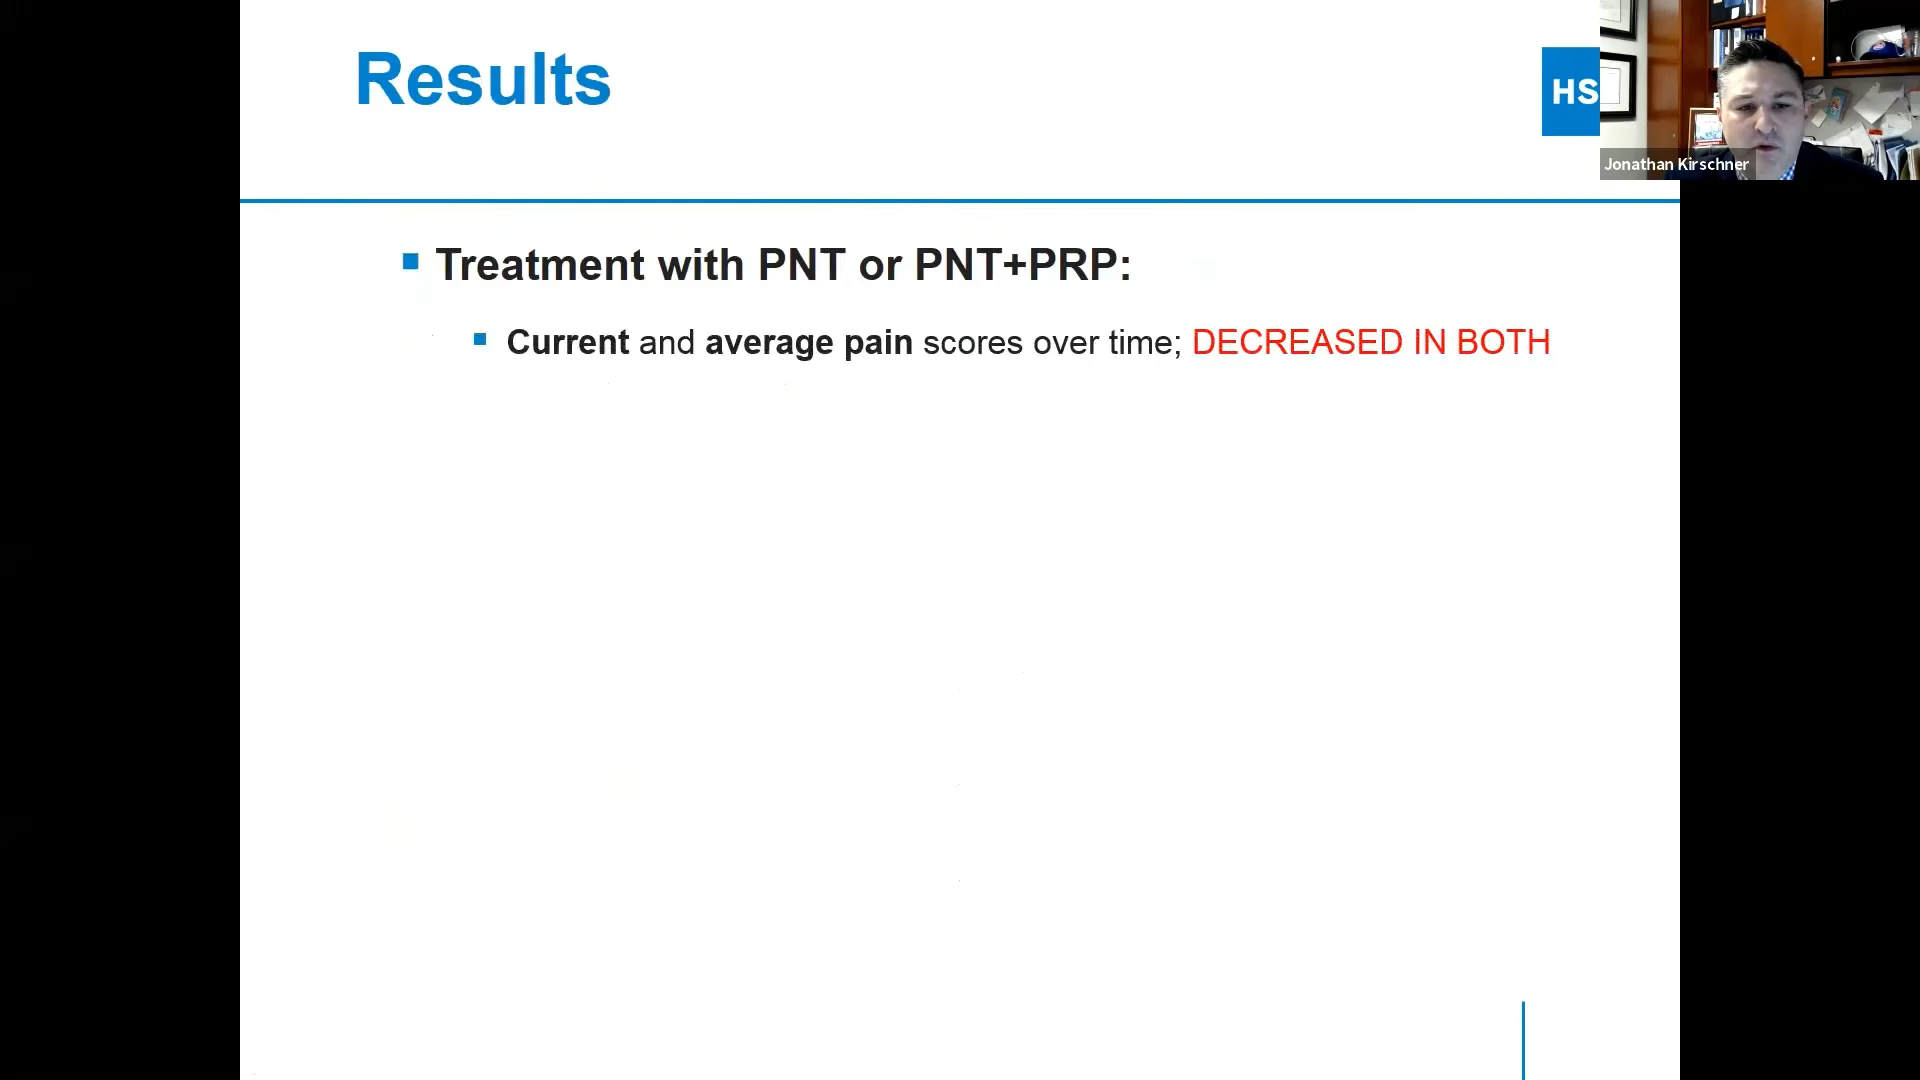 Results
HS
Jonathan Kirschner
Treatment with PNT or PNT+PRP:
Current and average pain scores over time; DECREASED IN BOTH